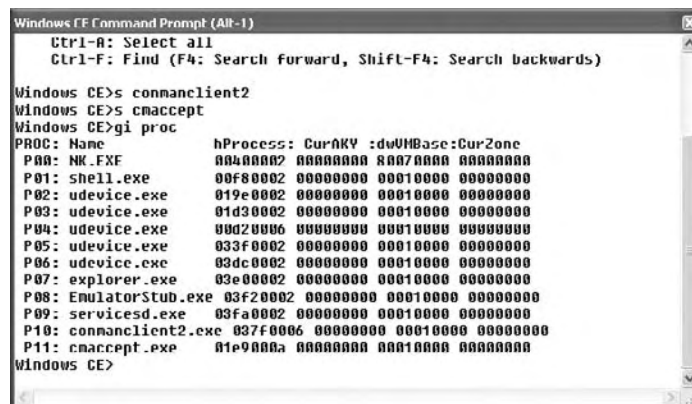 Windows CE Command Prompt (Alt-1)
Ctrl-A: Select all
Ctrl-F: Find (F4: Search forward, Shift-F4: Search backwards)
Windows CE>s conmanclient2
Windows CE>s cmaccept
Windows CE>gi proc
PROC: Name hProcess: CurAKY :dwVMBase:CurZone
P00: NK.EXE 00400002 00000000 80070000 00000000
P01: shell.exe 00f80002 00000000 00010000 00000000
P02: udevice.exe 019e0002 00000000 00010000 00000000
P03: udevice.exe 01d30002 00000000 00010000 00000000
P04: udevice.exe 00d20006 00000000 00010000 00000000
P05: udevice.exe 033f0002 00000000 00010000 00000000
P06: udevice.exe 03dc0002 00000000 00010000 00000000
P07: explorer.exe 03e00002 00000000 00010000 00000000
P08: EmulatorStub.exe 03f20002 00000000 00010000 00000000
P09: servicesd.exe 03fa0002 00000000 00010000 00000000
P10: conmanclient2.exe 037f0006 00000000 00010000 00000000
P11: cmaccept.exe 01e9000a 00000000 00010000 00000000
Windows CE>